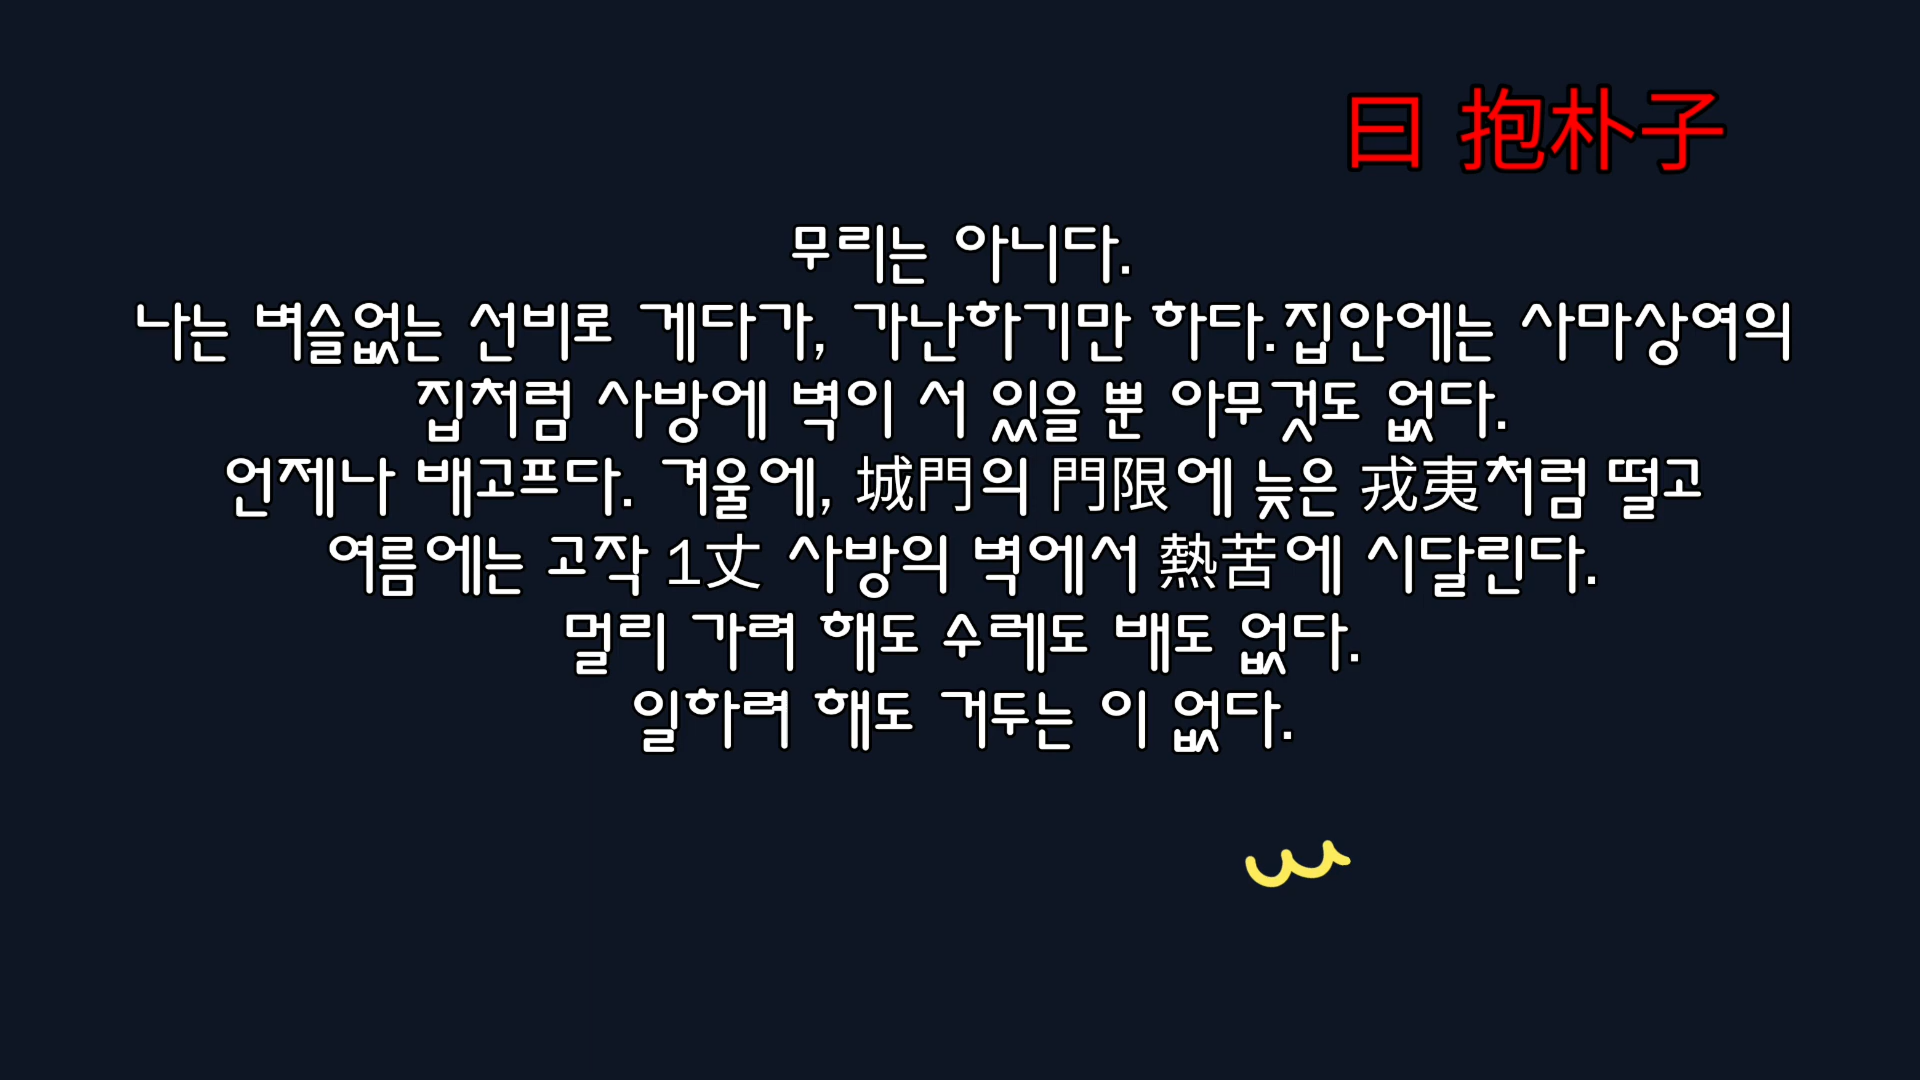 曰 抱朴子
무리는 아니다.
나는 벼슬없는 선비로 게다가, 가난하기만 하다.집안에는 사마상여의
집처럼 사방에 벽이 서 있을 뿐 아무것도 없다.
언제나 배고프다. 겨울에, 城門의 門限에 늦은 戎夷처럼 떨고
여름에는 고작 1丈 사방의 벽에서 熱苦에 시달린다.
멀리 가려 해도 수레도 배도 없다.
일하려 해도 거두는 이 없다.